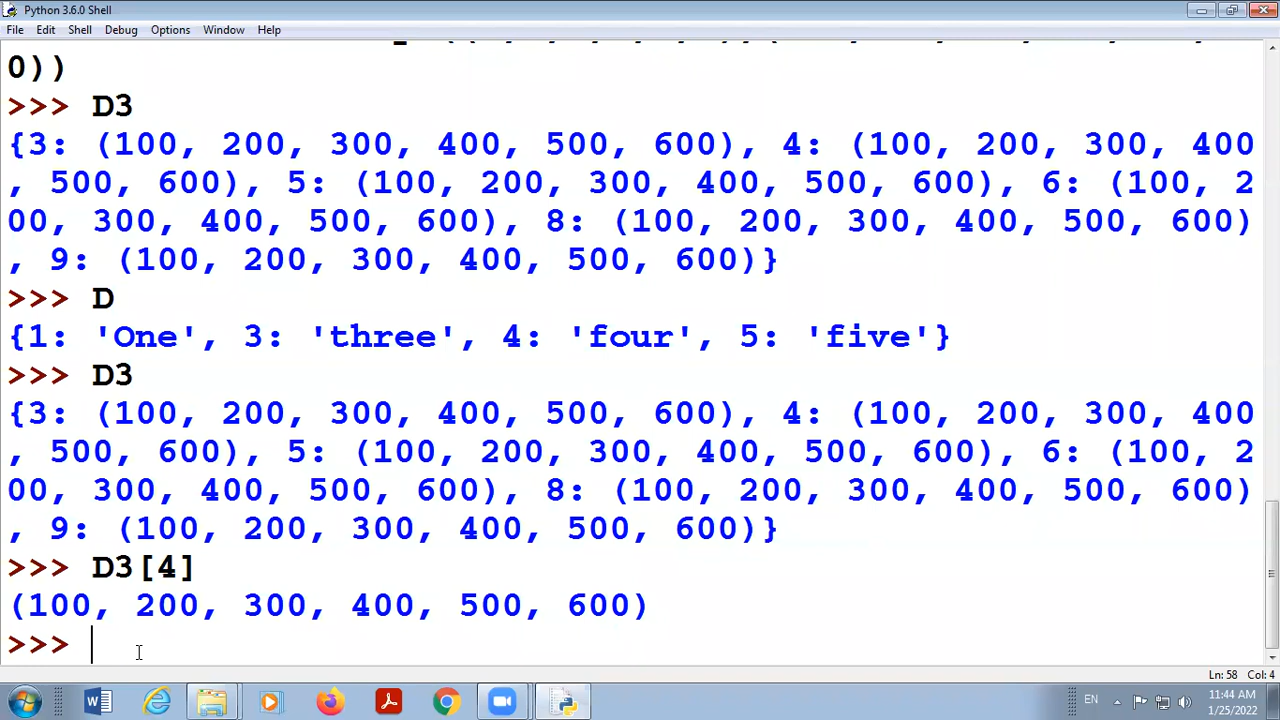 Python 3.6.0 Shell
File Edit Shell Debug Options Window Help
0))
>>> D3
{3: (100, 200, 300, 400, 500, 600), 4: (100, 200, 300, 400
, 500, 600), 5: (100, 200, 300, 400, 500, 600), 6: (100, 2
00, 300, 400, 500, 600), 8: (100, 200, 300, 400, 500, 600)
, 9: (100, 200, 300, 400, 500, 600)}
>>> D
{1: 'One', 3: 'three', 4: 'four', 5: 'five'}
>>> D3
{3: (100, 200, 300, 400, 500, 600), 4: (100, 200, 300, 400
, 500, 600), 5: (100, 200, 300, 400, 500, 600), 6: (100, 2
00, 300, 400, 500, 600), 8: (100, 200, 300, 400, 500, 600)
, 9: (100, 200, 300, 400, 500, 600)}
>>> D3[4]
(100, 200, 300, 400, 500, 600)
>>>
Ln: 58 Col: 4
EN
11:44 AM
1/25/2022